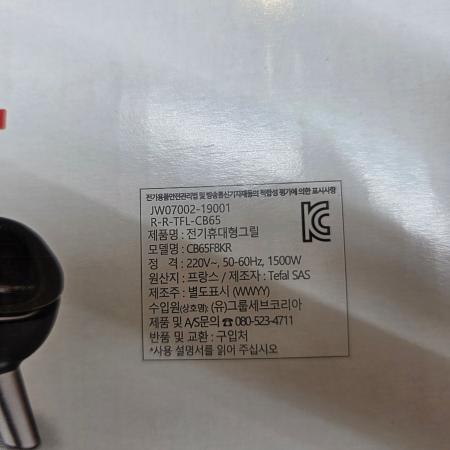 전기용품안전관리법 및 방송통신기자재등의 적합성 평가에 의한 표시사항
JW07002-19001
R-R-TFL-CB65
제품명 : 전기휴대형그릴
모델명 : CB65F8KR
정 격 : 220V~, 50-60Hz, 1500W
원산지 : 프랑스 / 제조자 : Tefal SAS
제조주 : 별도표시 (WWYY)
수입원(상호명): (유)그룹세브코리아
제품 및 A/S문의 ☎ 080-523-4711
반품 및 교환 : 구입처
*사용 설명서를 읽어 주십시오